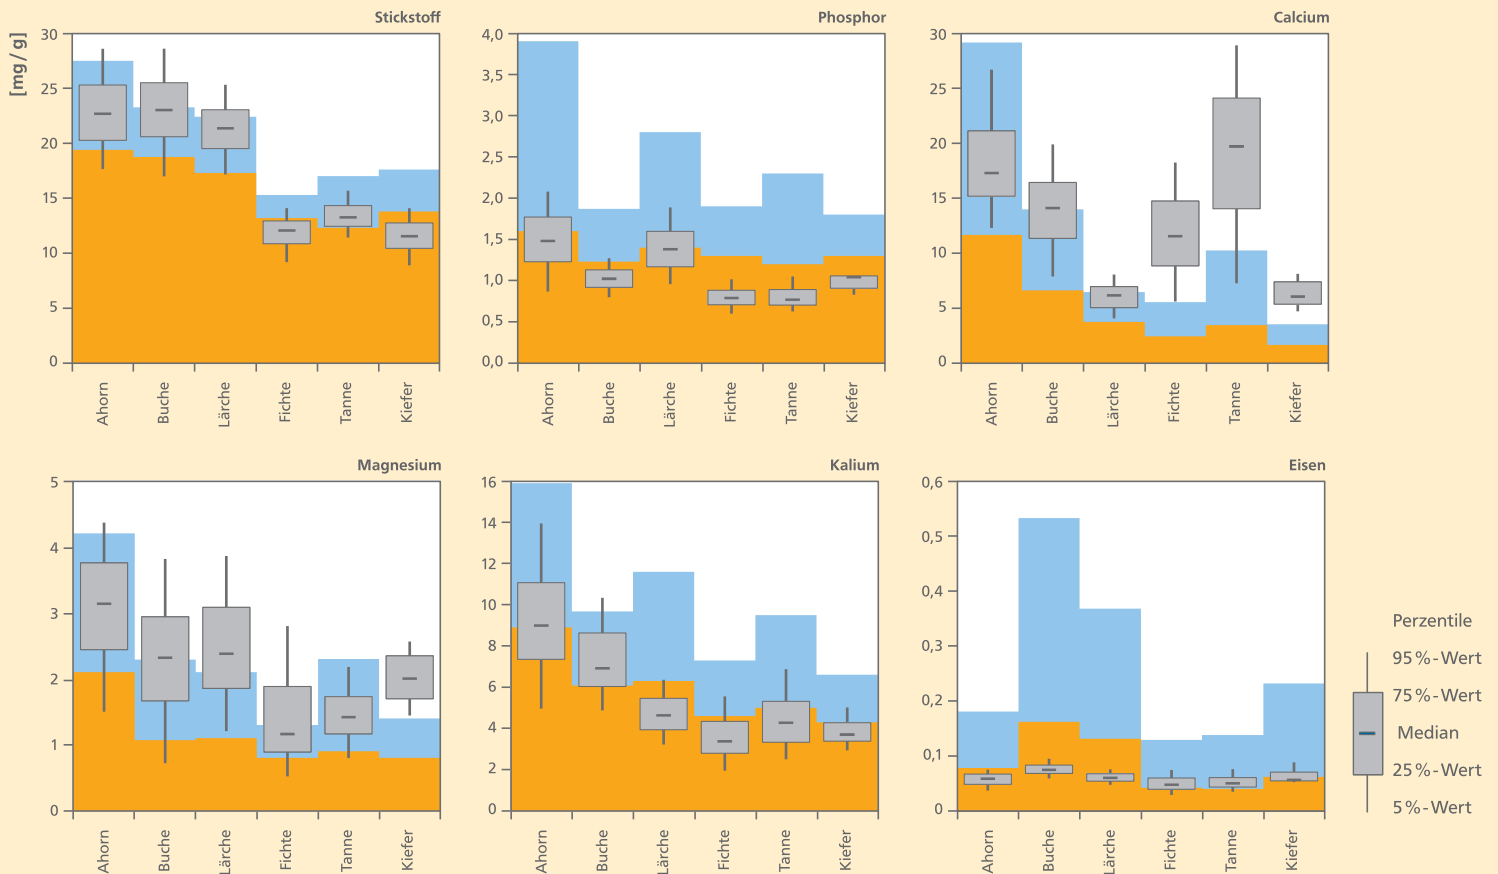 Stickstoff
[mg / g]
30
25
20
15
10
5
0
Ahorn
Buche
Lärche
Fichte
Tanne
Kiefer
Phosphor
4,0
3,5
3,0
2,5
2,0
1,5
1,0
0,5
0,0
Ahorn
Buche
Lärche
Fichte
Tanne
Kiefer
Calcium
30
25
20
15
10
5
0
Ahorn
Buche
Lärche
Fichte
Tanne
Kiefer
Magnesium
5
4
3
2
1
0
Ahorn
Buche
Lärche
Fichte
Tanne
Kiefer
Kalium
16
14
12
10
8
6
4
2
0
Ahorn
Buche
Lärche
Fichte
Tanne
Kiefer
Eisen
0,6
0,5
0,4
0,3
0,2
0,1
0
Ahorn
Buche
Lärche
Fichte
Tanne
Kiefer
Perzentile
95%-Wert
75%-Wert
Median
25%-Wert
5%-Wert